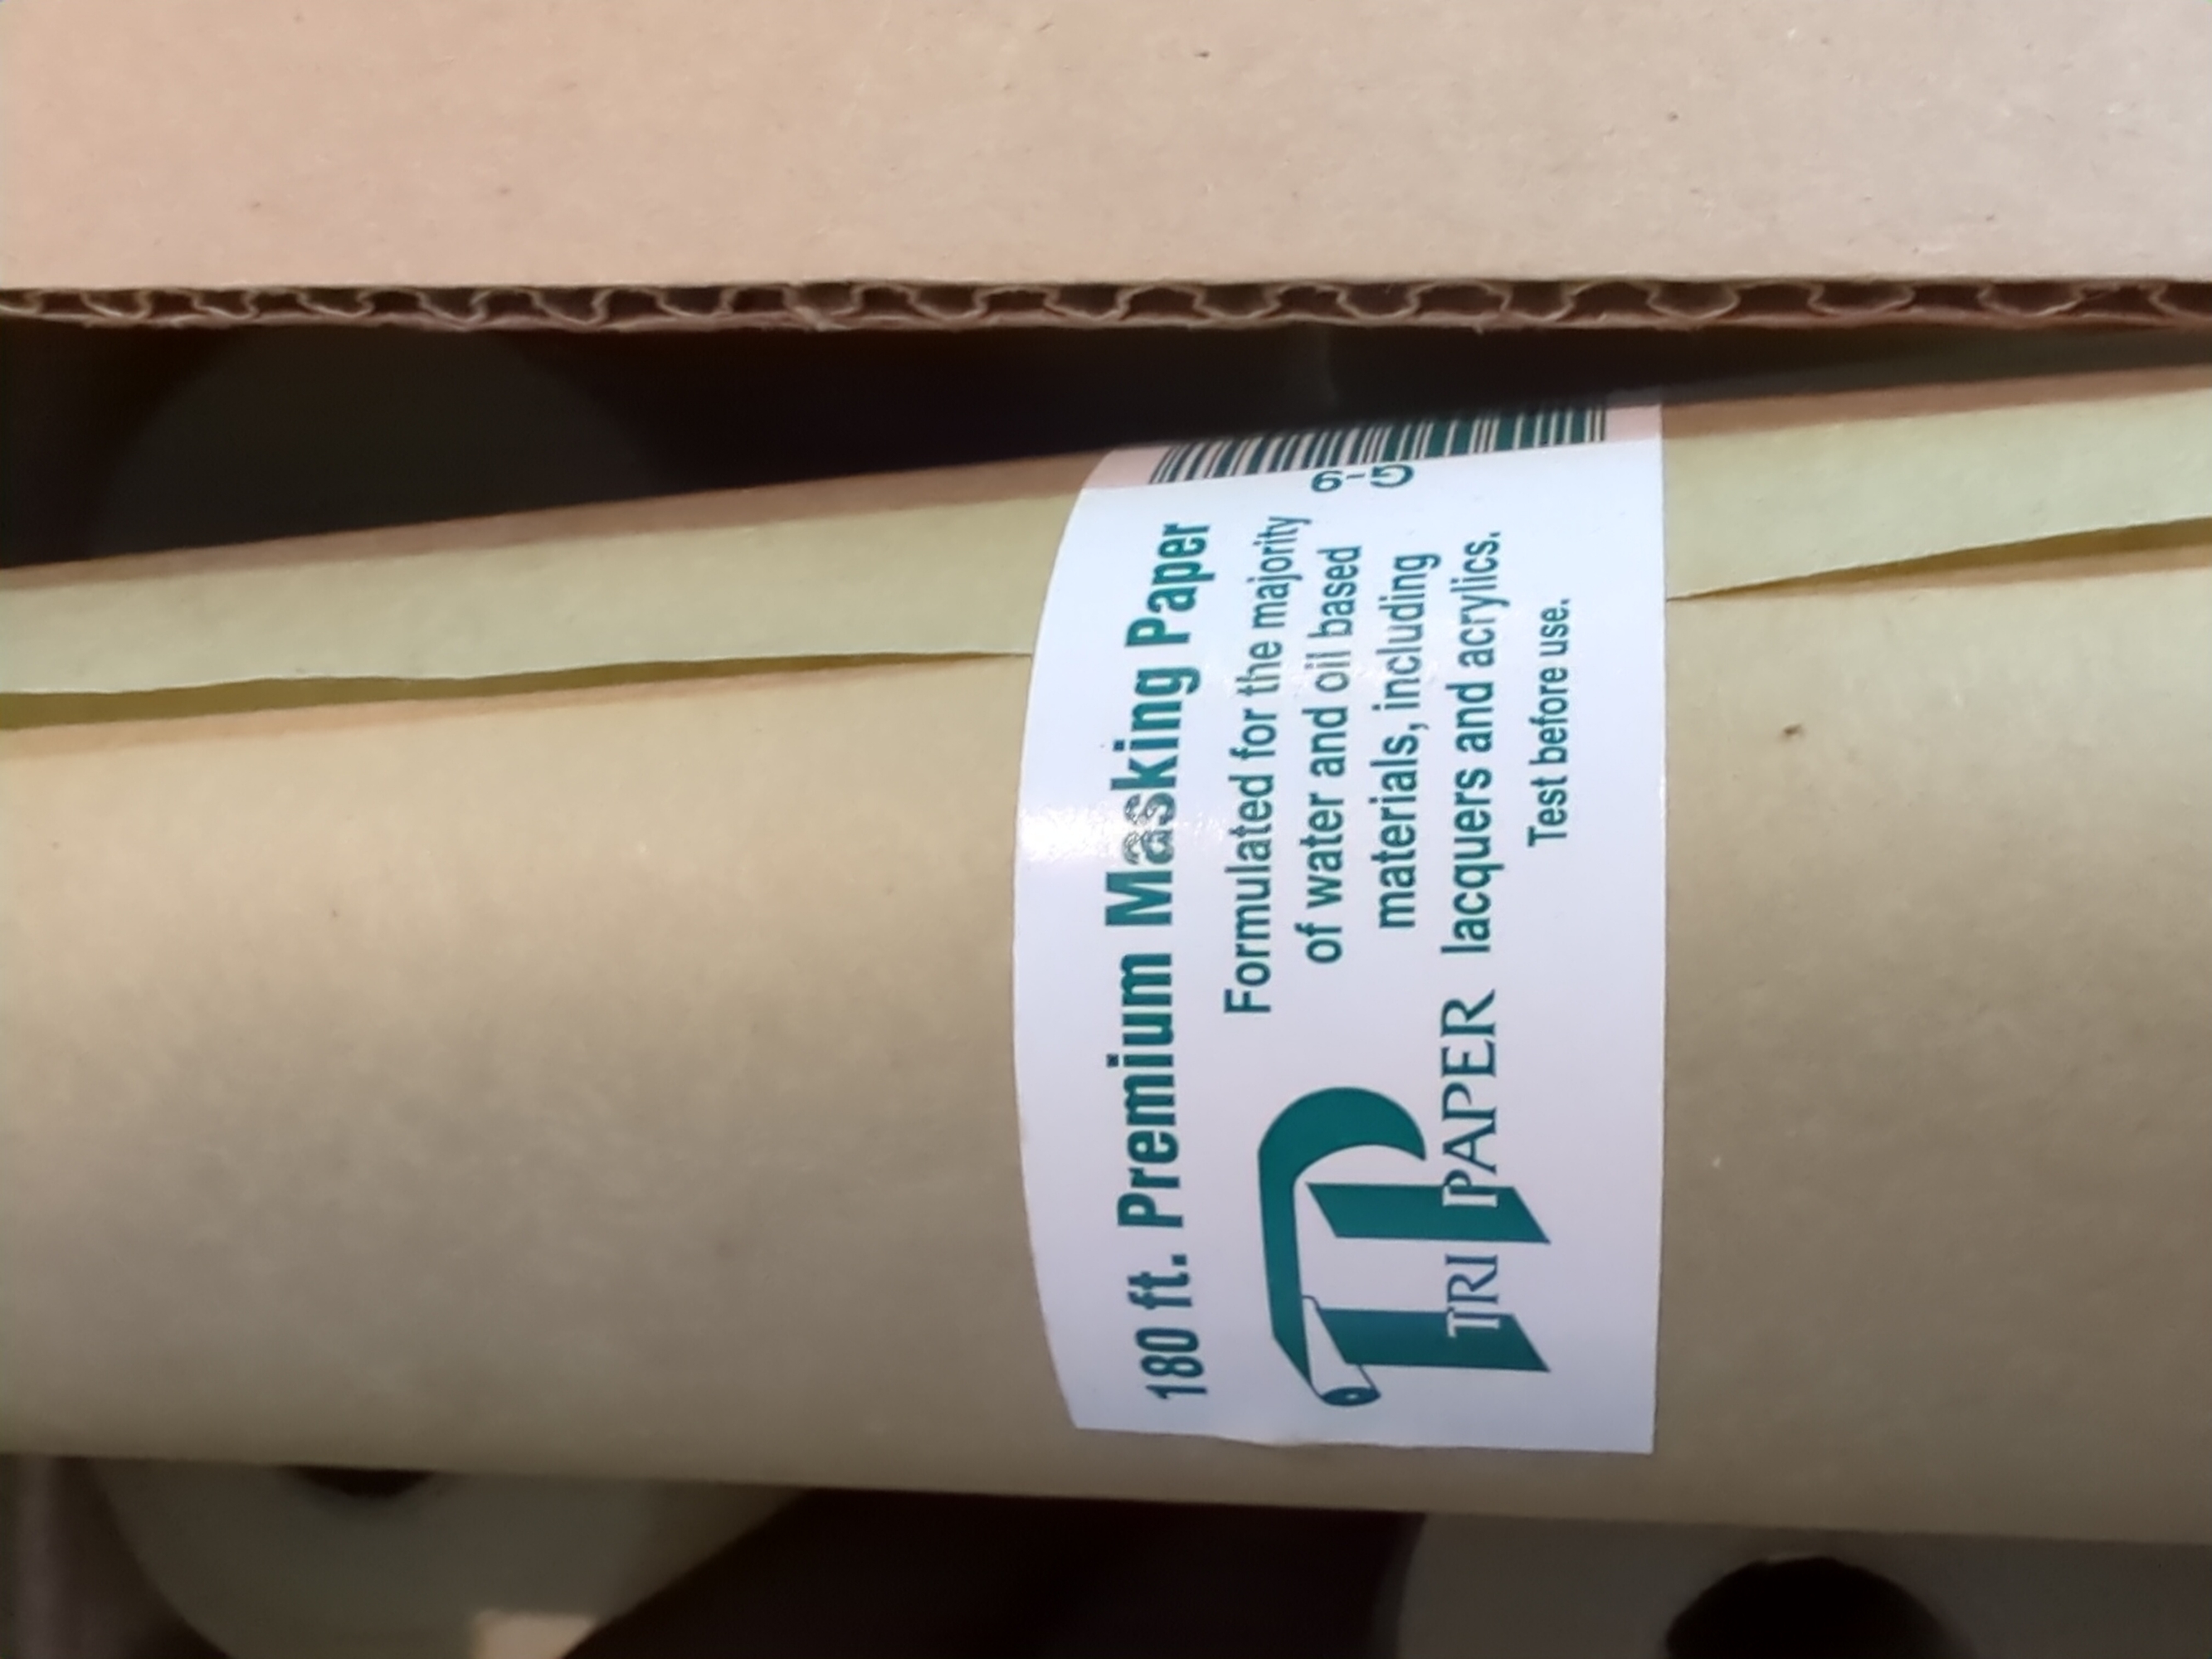 180 ft. Premium Masking Paper
Formulated for the majority
of water and oil based
materials, including
lacquers and acrylics.
Test before use.
TRI PAPER